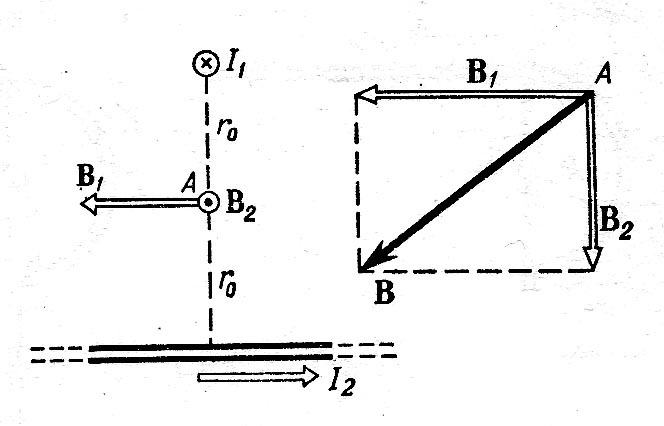 I₁
r₀
B₁
A
B₂
r₀
I₂
B₁
A
B₂
B